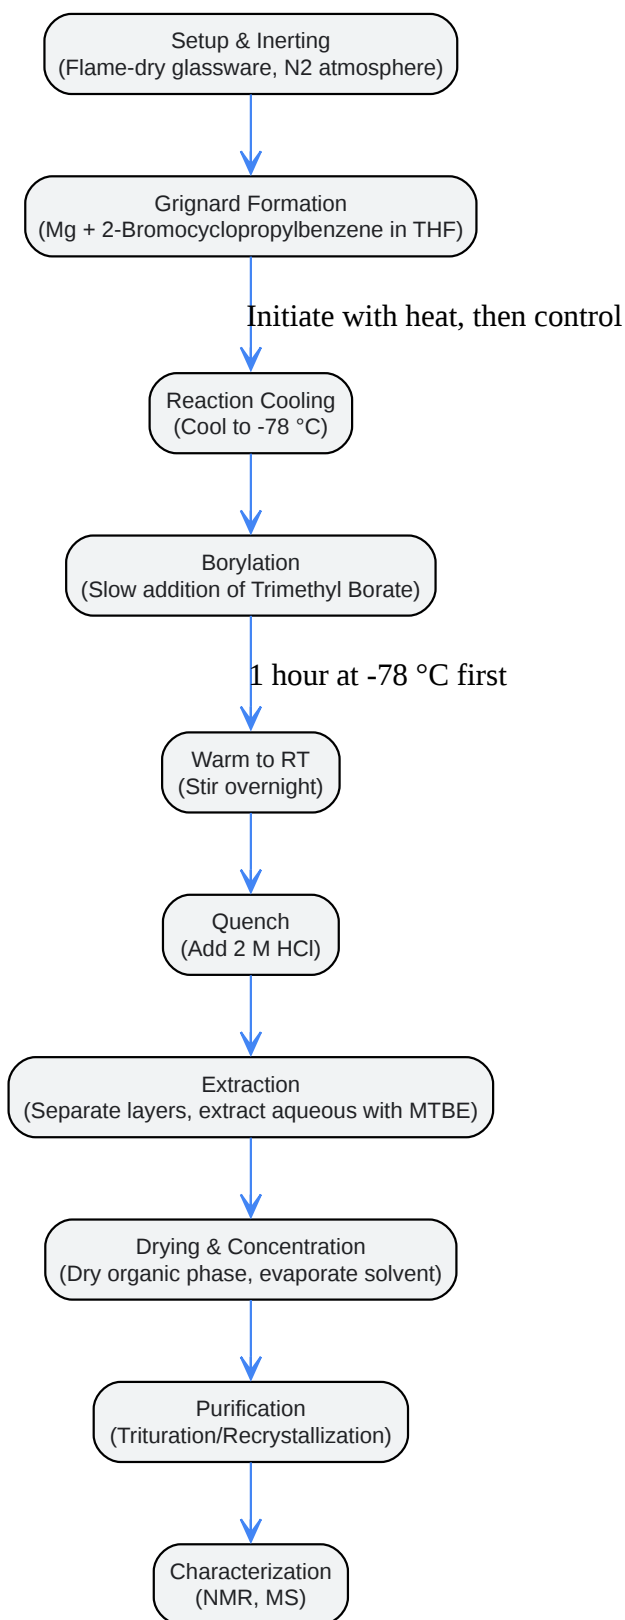 Setup & Inerting
(Flame-dry glassware, N2 atmosphere)
Grignard Formation
(Mg + 2-Bromocyclopropylbenzene in THF)
Initiate with heat, then control
Reaction Cooling
(Cool to -78 °C)
Borylation
(Slow addition of Trimethyl Borate)
1 hour at -78 °C first
Warm to RT
(Stir overnight)
Quench
(Add 2 M HCl)
Extraction
(Separate layers, extract aqueous with MTBE)
Drying & Concentration
(Dry organic phase, evaporate solvent)
Purification
(Trituration/Recrystallization)
Characterization
(NMR, MS)